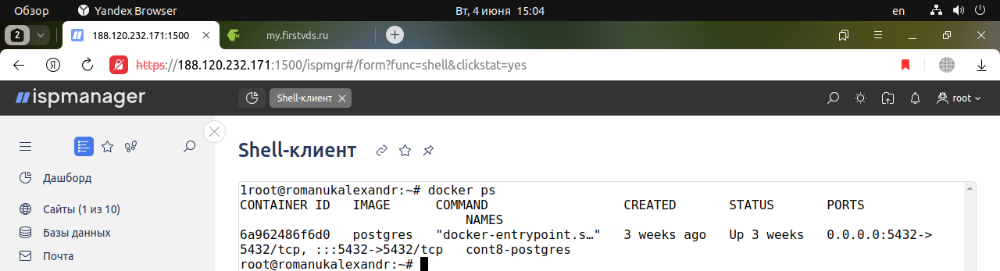 Обзор Yandex Browser Вт, 4 июня 15:04 en
2 188.120.232.171:1500 my.firstvds.ru
https://188.120.232.171:1500/ispmgr#/form?func=shell&clickstat=yes
ispmanager Shell-клиент root
Shell-клиент
Дашборд
Сайты (1 из 10)
Базы данных
Почта
1root@romanukalexandr:~# docker ps
CONTAINER ID   IMAGE      COMMAND                  CREATED       STATUS       PORTS
                              NAMES
6a962486f6d0   postgres   "docker-entrypoint.s…"   3 weeks ago   Up 3 weeks   0.0.0.0:5432->
5432/tcp, :::5432->5432/tcp   cont8-postgres
root@romanukalexandr:~#